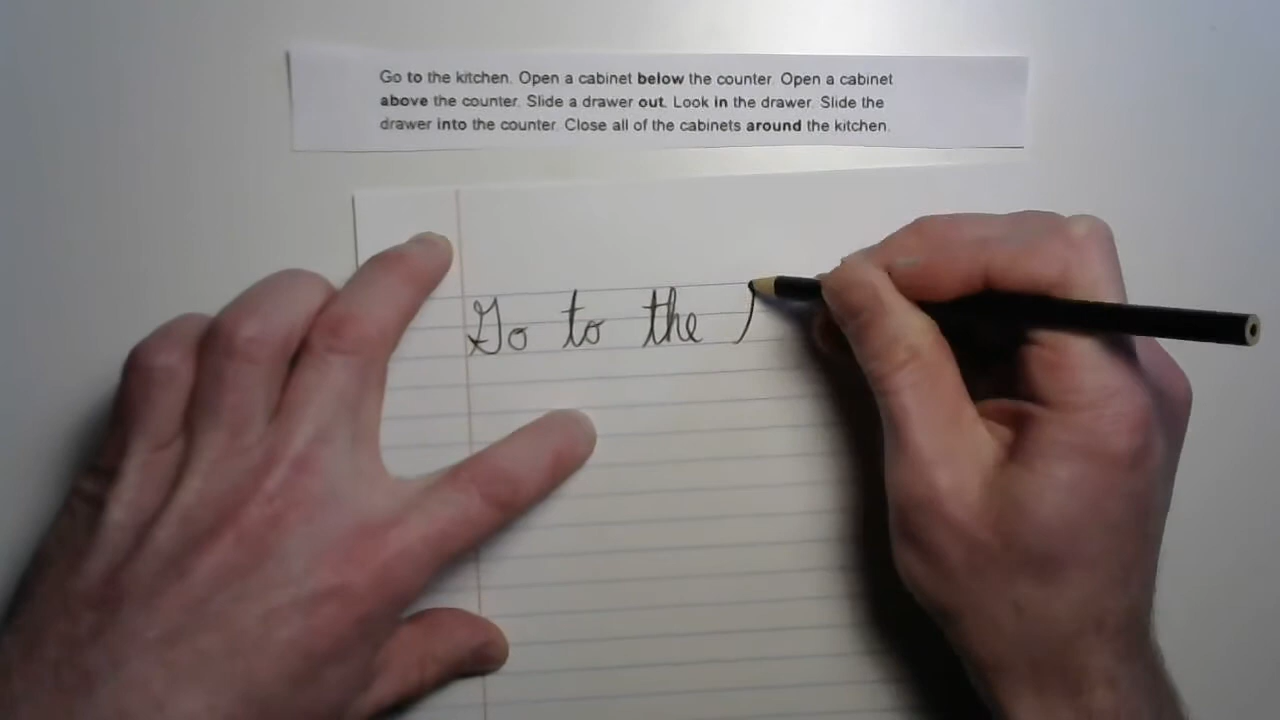 Go to the kitchen. Open a cabinet below the counter. Open a cabinet
above the counter. Slide a drawer out. Look in the drawer. Slide the
drawer into the counter. Close all of the cabinets around the kitchen.
Go to the